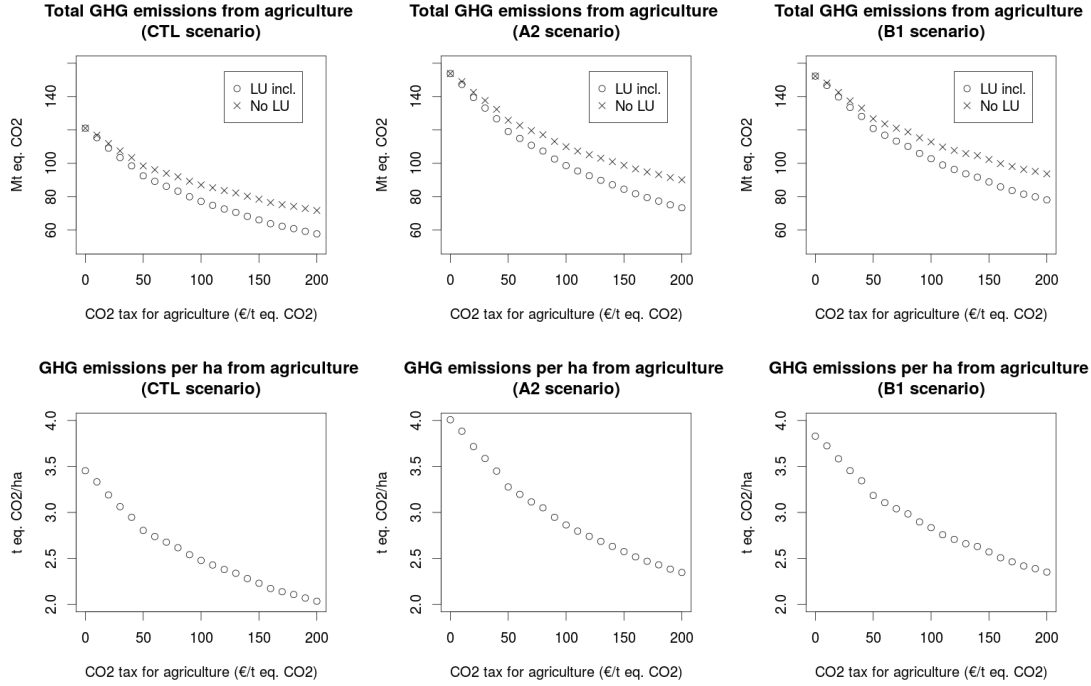 Total GHG emissions from agriculture
(CTL scenario)
Mt eq. CO2
60 80 100 140
LU incl.
No LU
0 50 100 150 200
CO2 tax for agriculture (€/t eq. CO2)
Total GHG emissions from agriculture
(A2 scenario)
Mt eq. CO2
60 80 100 140
LU incl.
No LU
0 50 100 150 200
CO2 tax for agriculture (€/t eq. CO2)
Total GHG emissions from agriculture
(B1 scenario)
Mt eq. CO2
60 80 100 140
LU incl.
No LU
0 50 100 150 200
CO2 tax for agriculture (€/t eq. CO2)
GHG emissions per ha from agriculture
(CTL scenario)
t eq. CO2/ha
2.0 2.5 3.0 3.5 4.0
0 50 100 150 200
CO2 tax for agriculture (€/t eq. CO2)
GHG emissions per ha from agriculture
(A2 scenario)
t eq. CO2/ha
2.0 2.5 3.0 3.5 4.0
0 50 100 150 200
CO2 tax for agriculture (€/t eq. CO2)
GHG emissions per ha from agriculture
(B1 scenario)
t eq. CO2/ha
2.0 2.5 3.0 3.5 4.0
0 50 100 150 200
CO2 tax for agriculture (€/t eq. CO2)